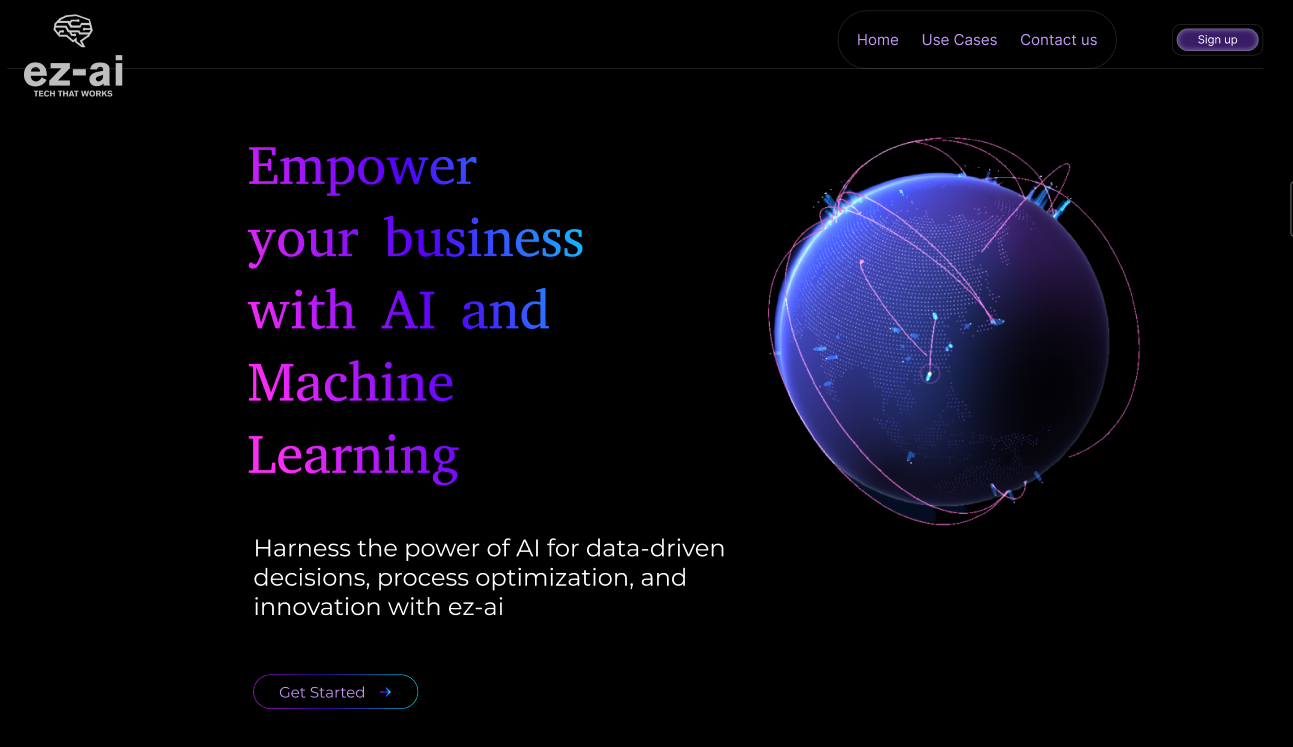 ez-ai
TECH THAT WORKS
Home Use Cases Contact us
Sign up
Empower
your business
with AI and
Machine
Learning
Harness the power of AI for data-driven
decisions, process optimization, and
innovation with ez-ai
Get Started →